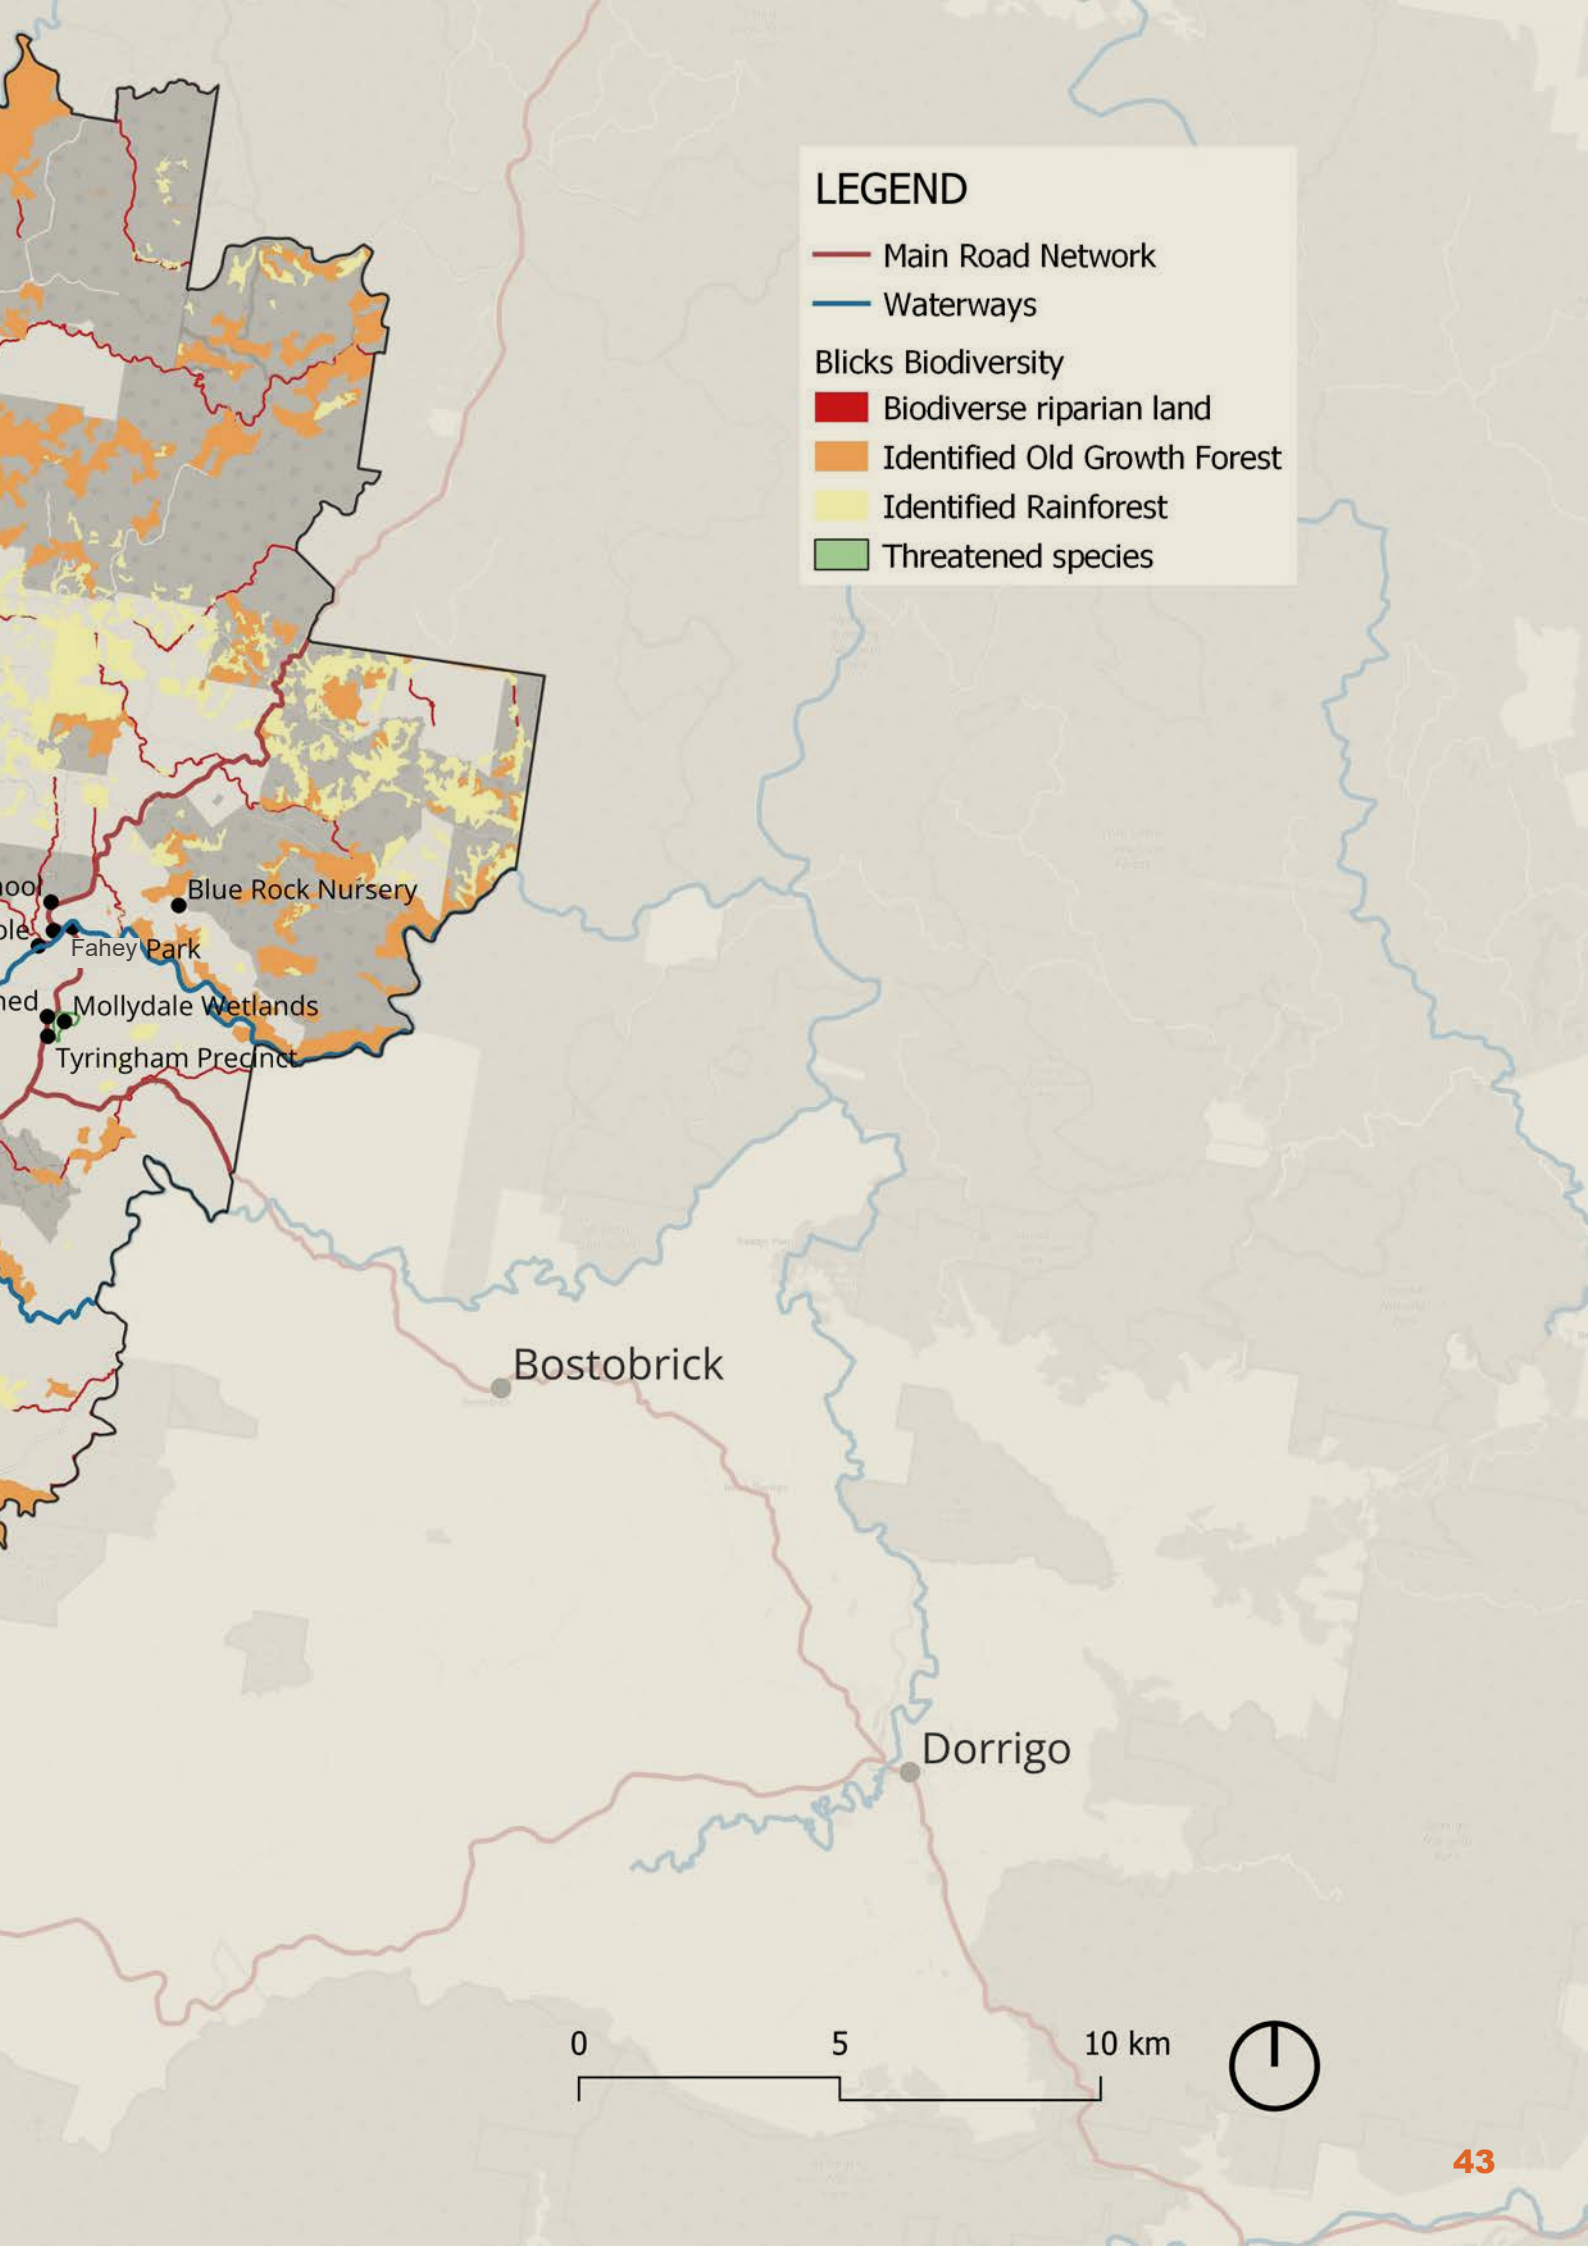 LEGEND
Main Road Network
Waterways
Blicks Biodiversity
Biodiverse riparian land
Identified Old Growth Forest
Identified Rainforest
Threatened species
Blue Rock Nursery
Fahey Park
Mollydale Wetlands
Tyringham Precinct
Bostobrick
Dorrigo
0 5 10 km
43